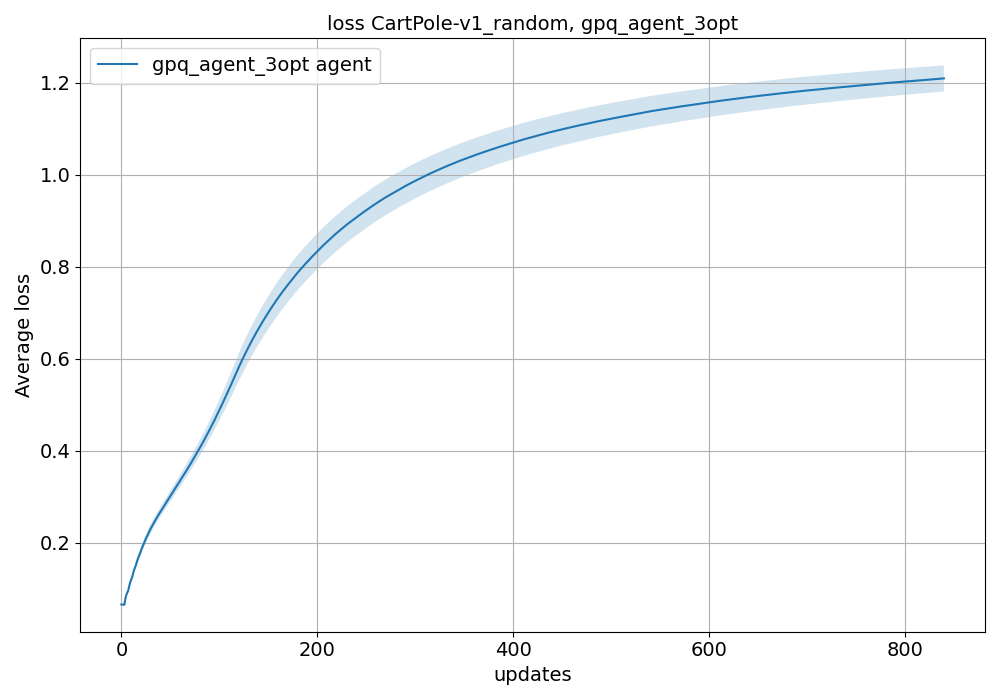 loss CartPole-v1_random, gpq_agent_3opt
gpq_agent_3opt agent
Average loss
1.2
1.0
0.8
0.6
0.4
0.2
0 200 400 600 800
updates